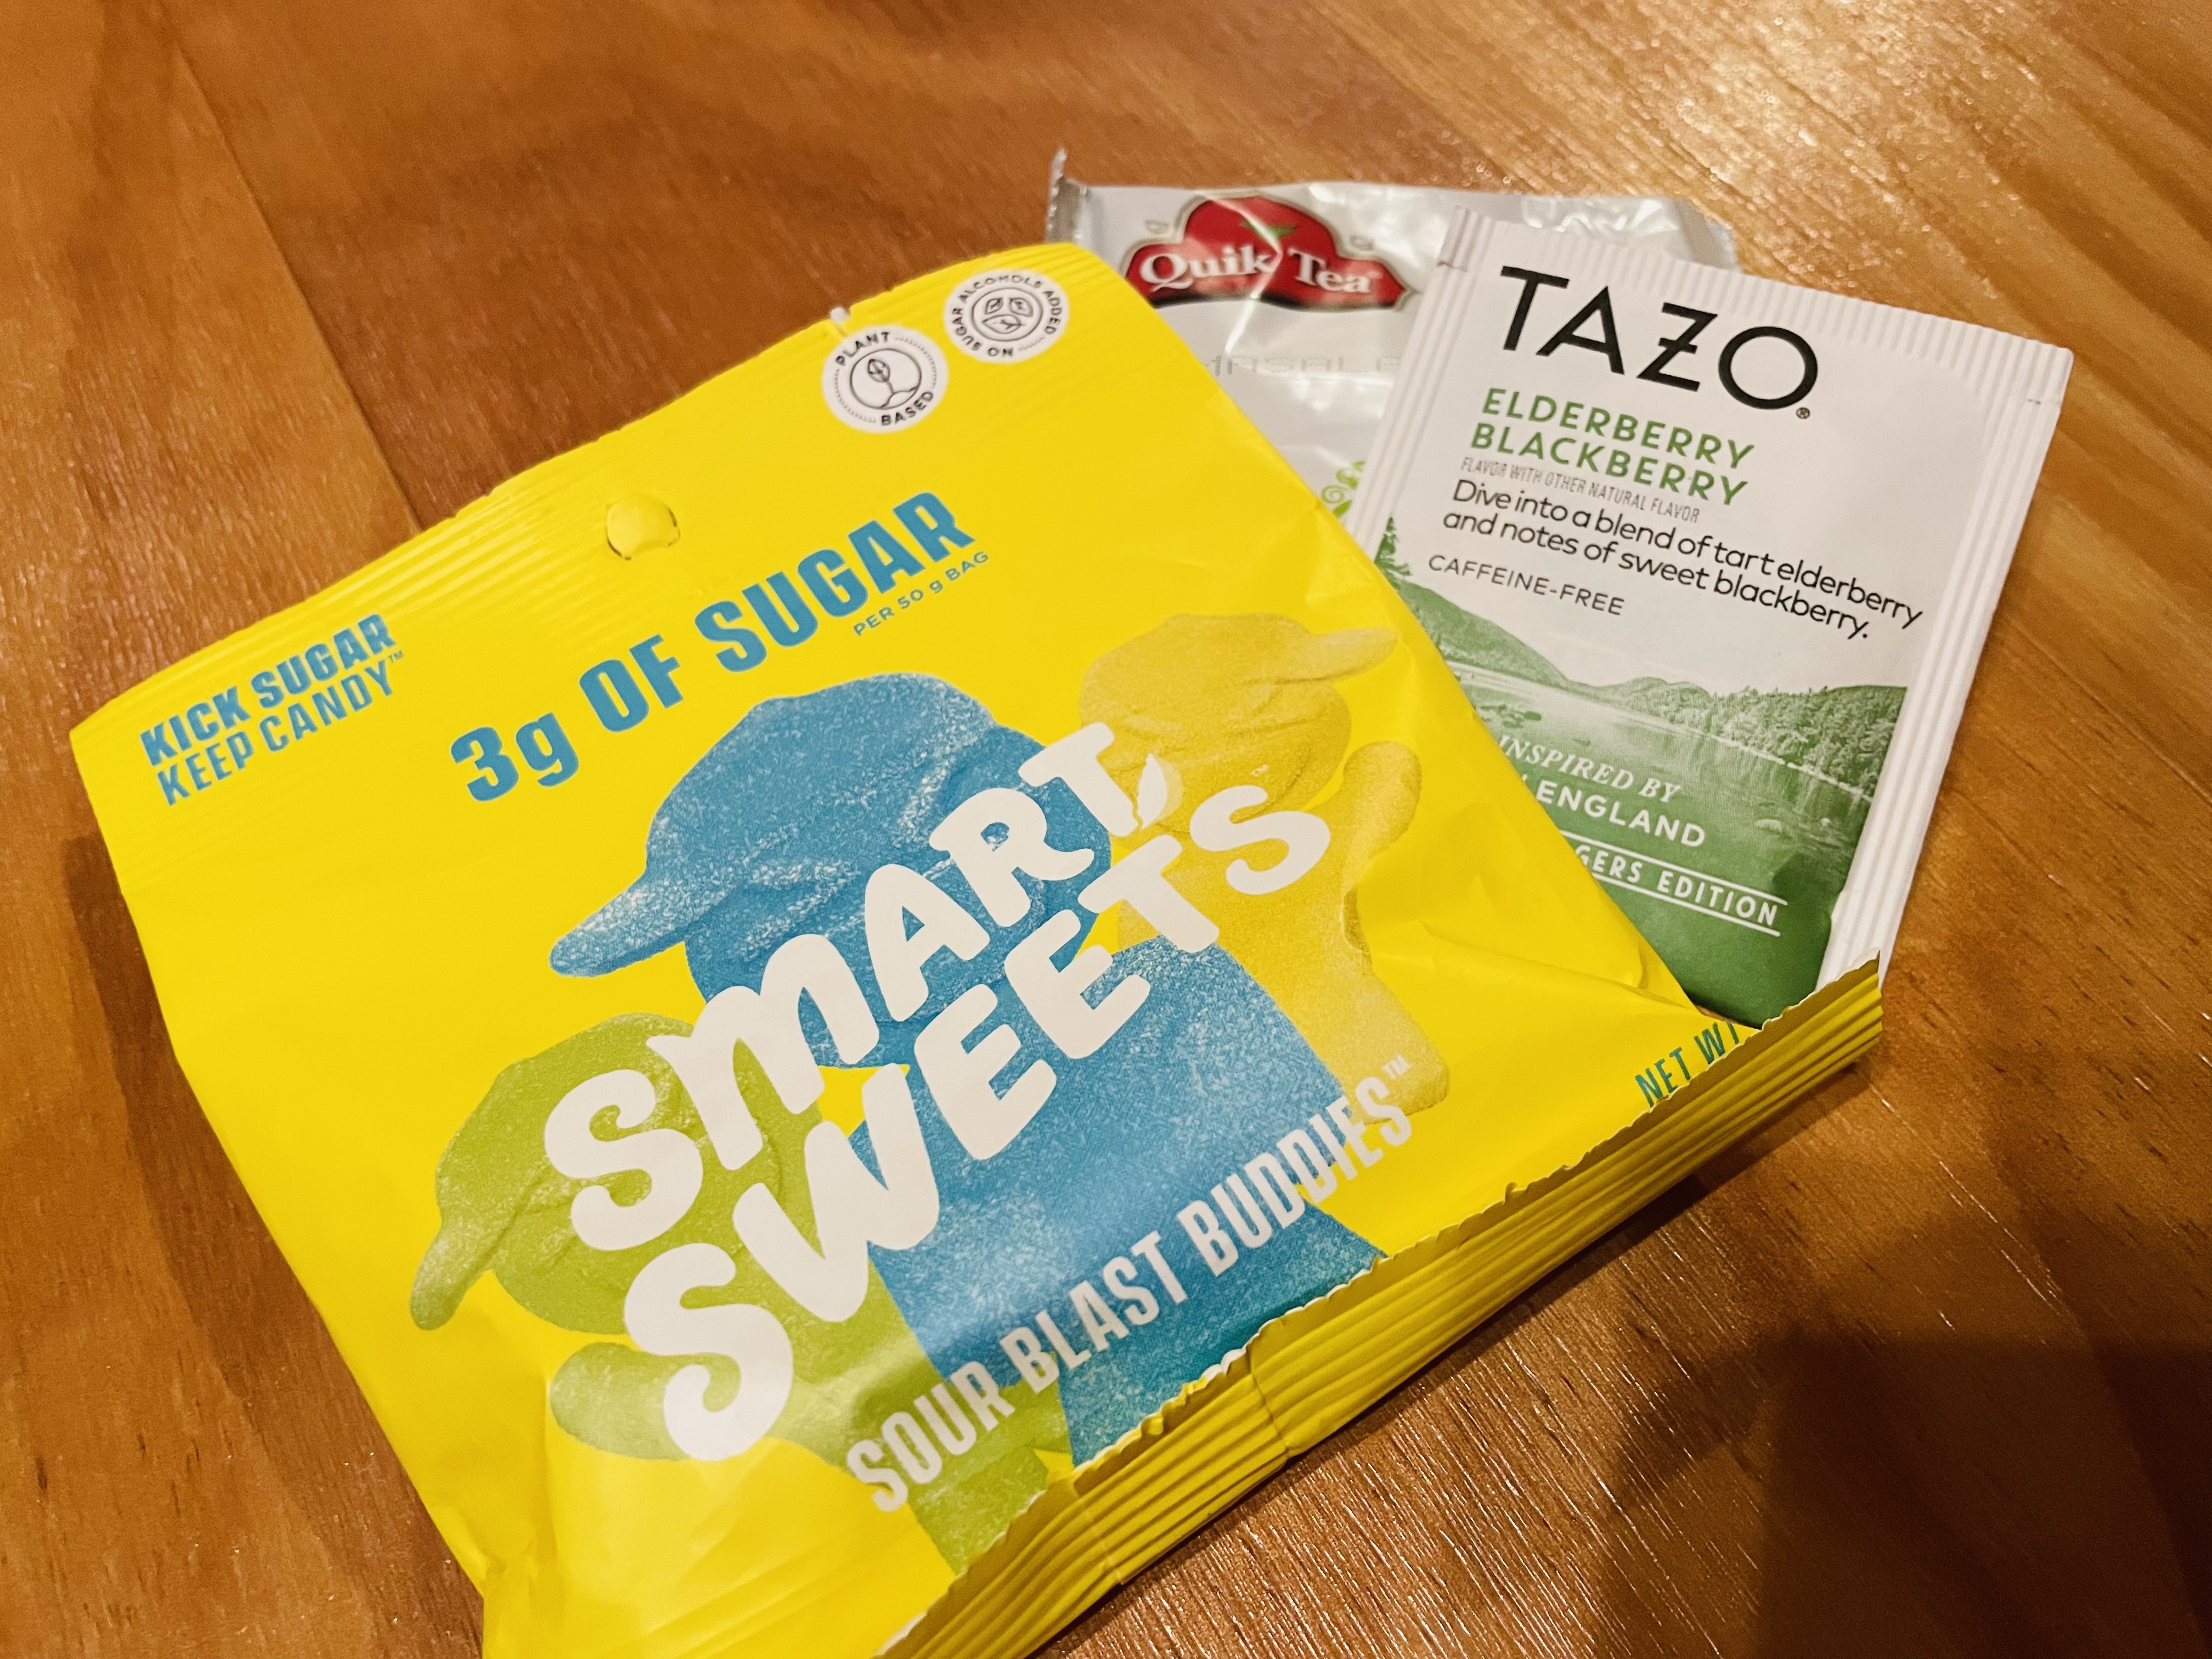 KICK SUGAR
KEEP CANDY™
PLANT
BASED
NO SUGAR ALCOHOLS ADDED
3g OF SUGAR
PER 50 g BAG
SMART
SWEETS™
SOUR BLAST BUDDIES™
NET WT
Quik Tea
TAZO®
ELDERBERRY
BLACKBERRY
FLAVOR WITH OTHER NATURAL FLAVOR
Dive into a blend of tart elderberry
and notes of sweet blackberry.
CAFFEINE-FREE
INSPIRED BY
ENGLAND
GERS EDITION